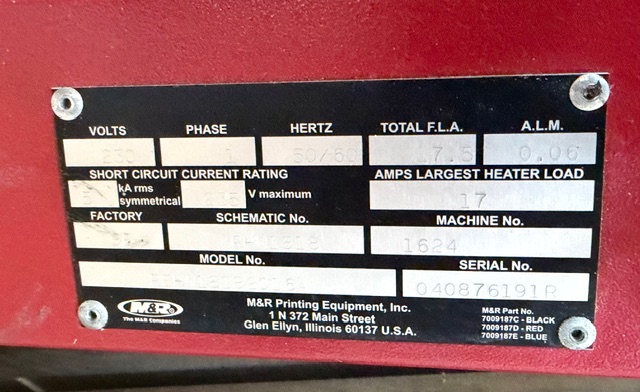 VOLTS PHASE HERTZ TOTAL F.L.A. A.L.M.
230 1 50/60 17.5 0.06
SHORT CIRCUIT CURRENT RATING AMPS LARGEST HEATER LOAD
kA rms symmetrical V maximum 17
FACTORY SCHEMATIC No. MACHINE No.
1624
MODEL No. SERIAL No.
040876191R
M&R
The M&R Companies
M&R Printing Equipment, Inc.
1 N 372 Main Street
Glen Ellyn, Illinois 60137 U.S.A.
M&R Part No.
7009187C - BLACK
7009187D - RED
7009187E - BLUE